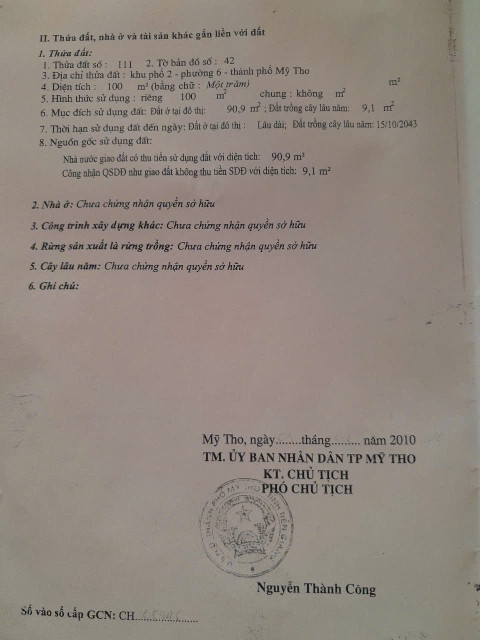 II. Thửa đất, nhà ở và tài sản khác gắn liền với đất
1. Thửa đất:
1. Thửa đất số : 111 2. Tờ bản đồ số : 42
3. Địa chỉ thửa đất : khu phố 2 - phường 6 - thành phố Mỹ Tho
4. Diện tích : 100 m² (bằng chữ : Một trăm) m²
5. Hình thức sử dụng : riêng 100 m² chung : không m²
6. Mục đích sử dụng đất: Đất ở tại đô thị: 90,9 m² ; Đất trồng cây lâu năm: 9,1 m²
7. Thời hạn sử dụng đất đến ngày: Đất ở tại đô thị : Lâu dài; Đất trồng cây lâu năm: 15/10/2043
8. Nguồn gốc sử dụng đất:
Nhà nước giao đất có thu tiền sử dụng đất với diện tích: 90,9 m²
Công nhận QSDĐ như giao đất không thu tiền SDĐ với diện tích: 9,1 m²
2. Nhà ở: Chưa chứng nhận quyền sở hữu
3. Công trình xây dựng khác: Chưa chứng nhận quyền sở hữu
4. Rừng sản xuất là rừng trồng: Chưa chứng nhận quyền sở hữu
5. Cây lâu năm: Chưa chứng nhận quyền sở hữu
6. Ghi chú:
Mỹ Tho, ngày........tháng......... năm 2010
TM. ỦY BAN NHÂN DÂN TP MỸ THO
KT. CHỦ TỊCH
PHÓ CHỦ TỊCH
Nguyễn Thành Công
Số vào sổ cấp GCN: CH